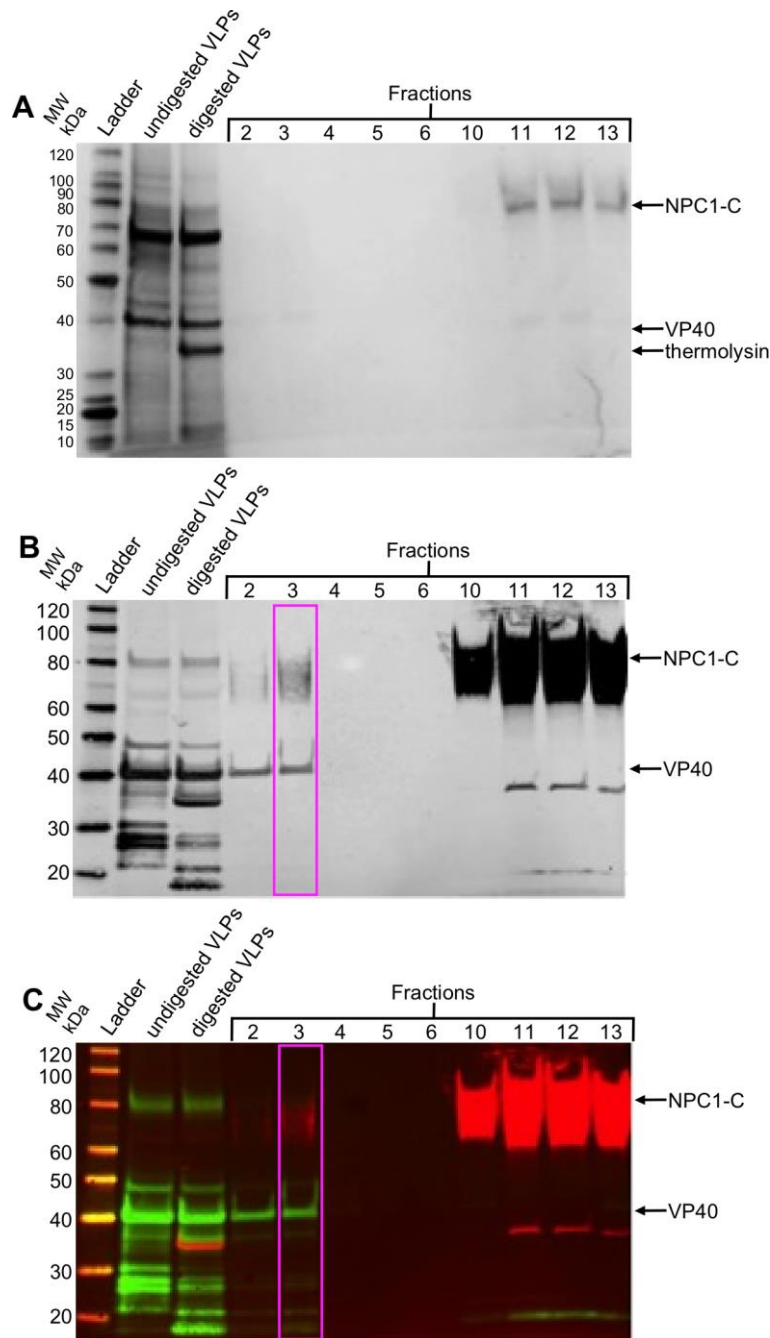 A
MW
kDa
Ladder
undigested VLPs
digested VLPs
Fractions
2 3 4 5 6 10 11 12 13
120
100
90
80
70
60
50
40
30
25
20
15
10
NPC1-C
VP40
thermolysin
B
MW
kDa
Ladder
undigested VLPs
digested VLPs
Fractions
2 3 4 5 6 10 11 12 13
120
100
80
60
50
40
30
20
NPC1-C
VP40
C
MW
kDa
Ladder
undigested VLPs
digested VLPs
Fractions
2 3 4 5 6 10 11 12 13
120
100
80
60
50
40
30
20
NPC1-C
VP40